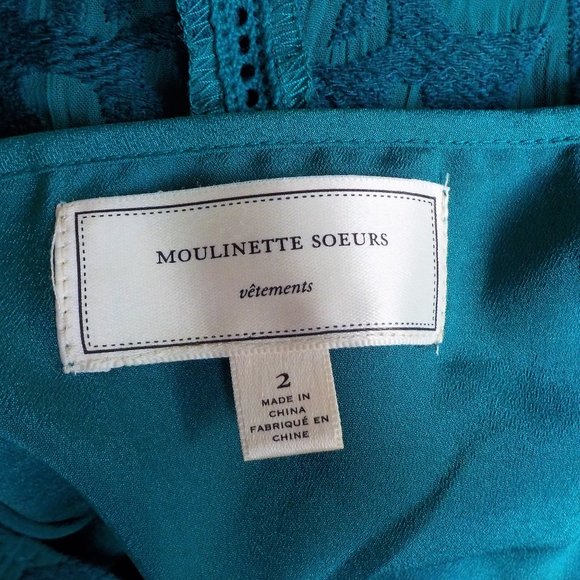 MOULINETTE SOEURS
vêtements
2
MADE IN
CHINA
FABRIQUÉ EN
CHINE